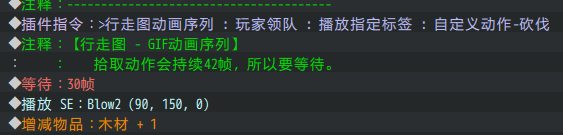 ◆注释：-------------------------------------
◆插件指令：>行走图动画序列 : 玩家领队 : 播放指定标签 : 自定义动作-砍伐
◆注释：【行走图 - GIF动画序列】
：　：　　拾取动作会持续42帧，所以要等待。
◆等待：30帧
◆播放 SE：Blow2 (90, 150, 0)
◆增减物品：木材 + 1